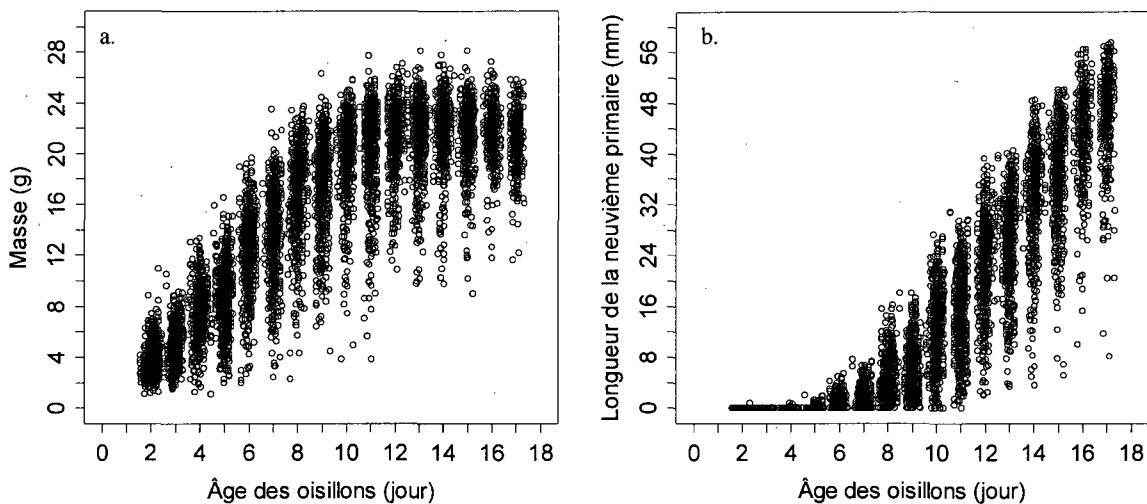 a.
Masse (g)
28
24
20
16
12
8
4
0
0 2 4 6 8 10 12 14 16 18
Âge des oisillons (jour)
b.
Longueur de la neuvième primaire (mm)
56
48
40
32
24
16
8
0
0 2 4 6 8 10 12 14 16 18
Âge des oisillons (jour)